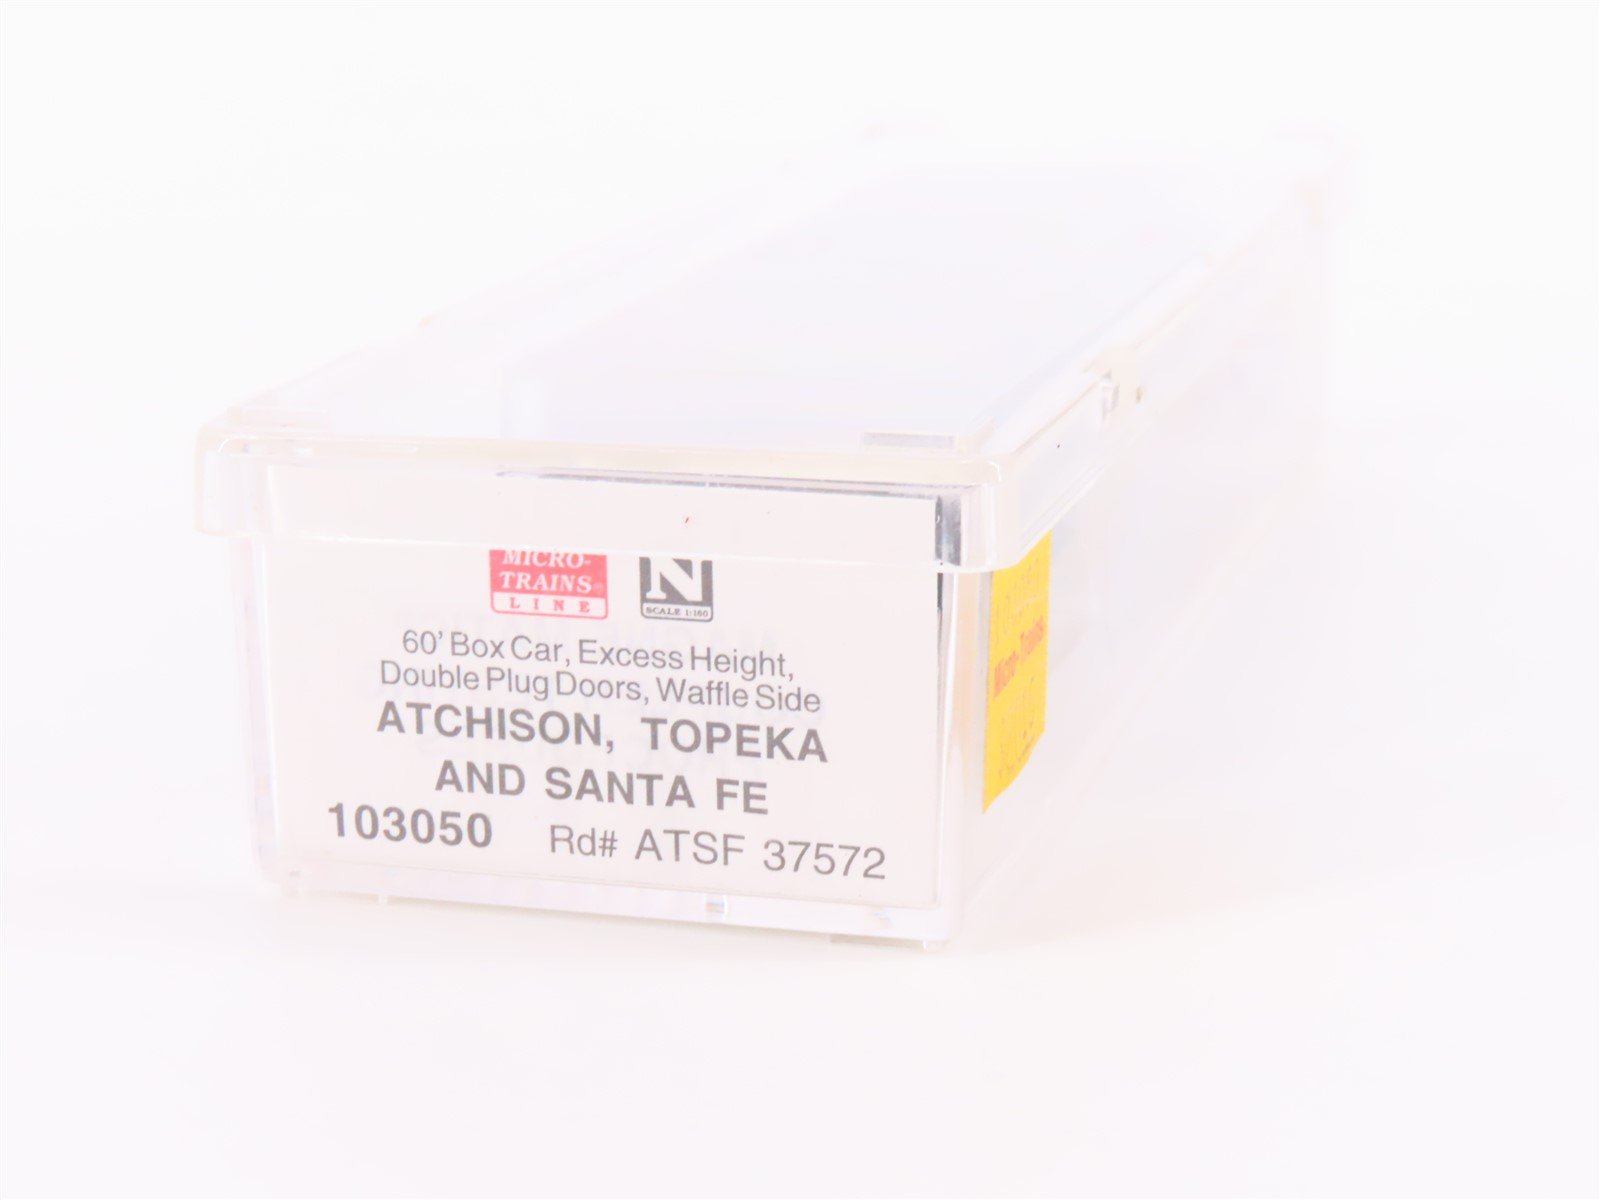 MICRO-
TRAINS®
LINE
N
SCALE 1:160
60' Box Car, Excess Height,
Double Plug Doors, Waffle Side
ATCHISON, TOPEKA
AND SANTA FE
103050 Rd# ATSF 37572
Micro-Trains